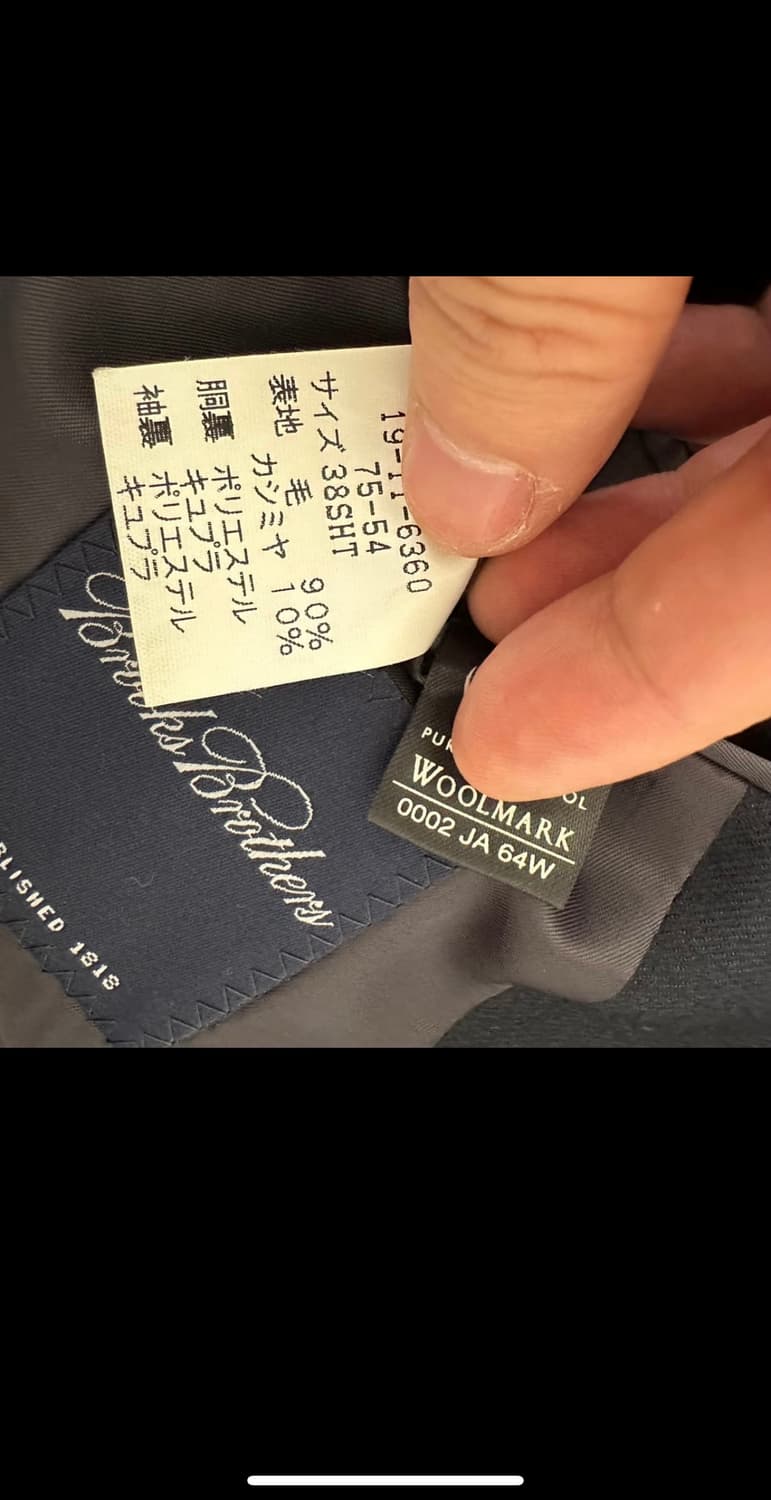 19-11-6360
75-54
サイズ 38SHT
表地 毛 90%
カシミヤ 10%
胴裏 ポリエステル
キュプラ
袖裏 ポリエステル
キュプラ
Brooks Brothers
1818
WOOLMARK
0002 JA 64W